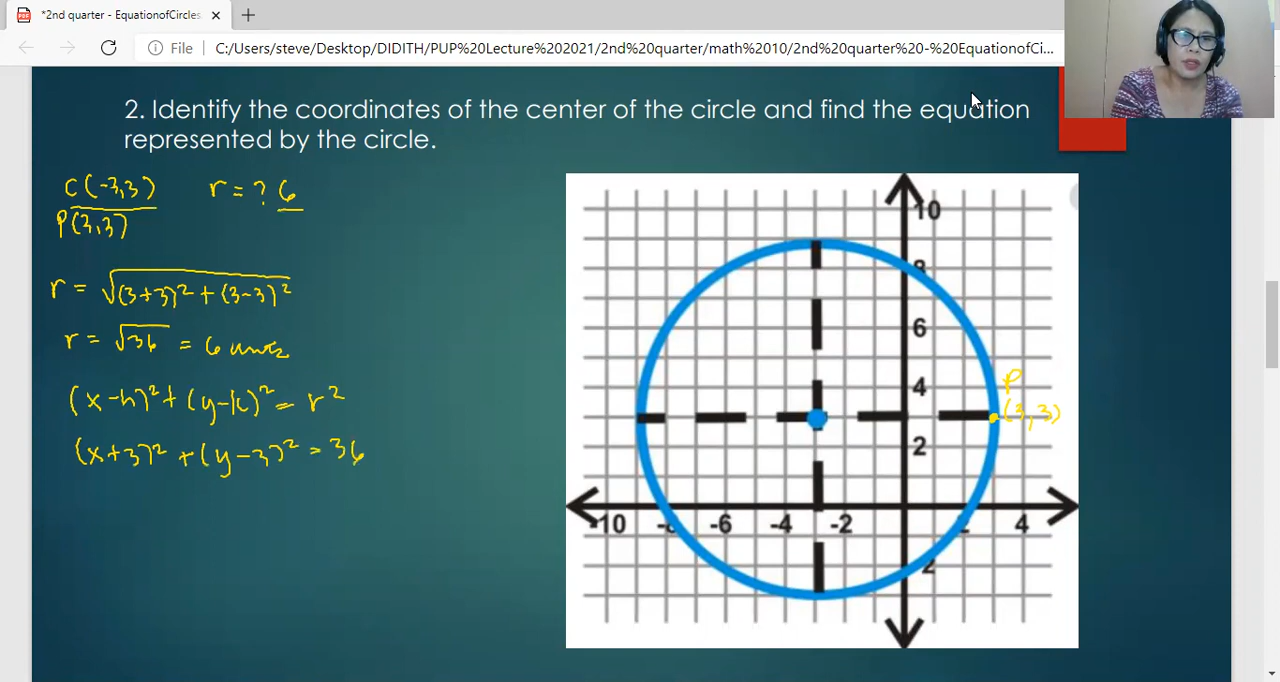 *2nd quarter - EquationofCircles
File C:/Users/steve/Desktop/DIDITH/PUP%20Lecture%202021/2nd%20quarter/math%2010/2nd%20quarter%20-%20EquationofCi...
2. Identify the coordinates of the center of the circle and find the equation
represented by the circle.
C(-3,3) r = ? 6
P(3,3)
r = √(3+3)² + (3-3)²
r = √36 = 6 units
(x-h)² + (y-k)² = r²
(x+3)² + (y-3)² = 36
10
8
6
4
P
(3,3)
2
-10 -8 -6 -4 -2 2 4
2